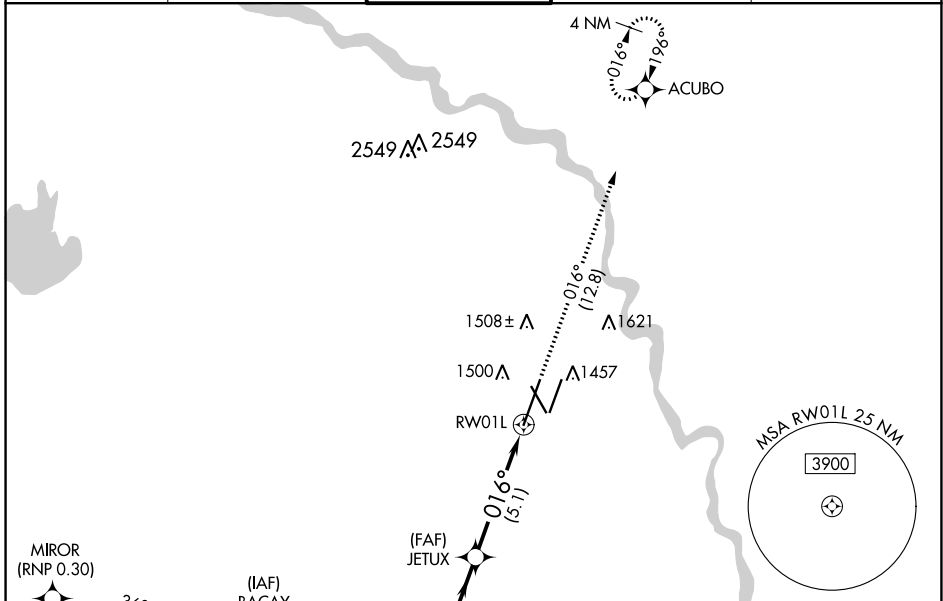 4 NM
016°
196°
ACUBO
2549
2549
016°
(12.8)
1508±
1621
1500
1457
RW01L
MSA RW01L 25 NM
3900
016°
(5.1)
(FAF)
JETUX
MIROR
(RNP 0.30)
(IAF)